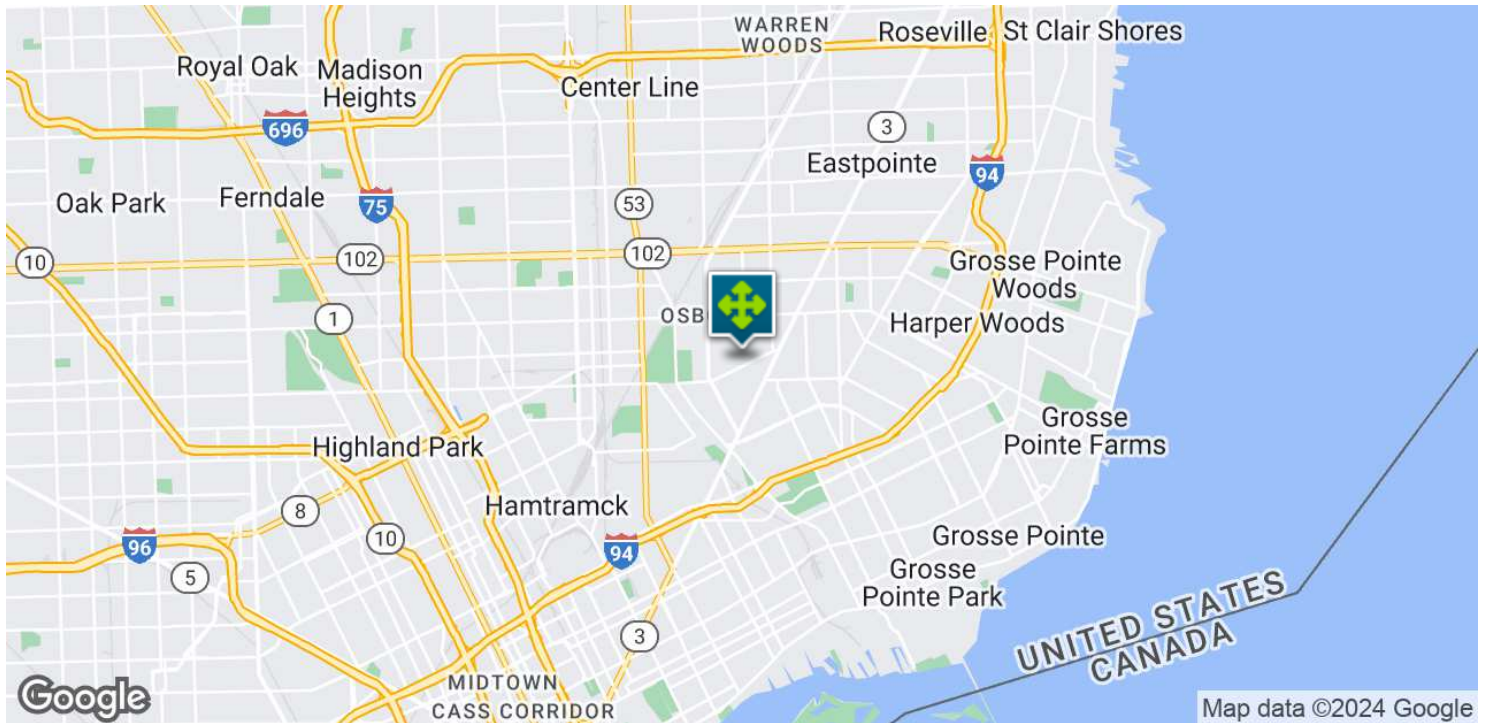 WARREN
WOODS
Roseville
St Clair Shores
Royal Oak
Madison
Heights
Center Line
696
3
Eastpointe
94
Oak Park
Ferndale
75
53
10
102
102
Grosse Pointe
Woods
1
OSB
Harper Woods
Grosse
Pointe Farms
Highland Park
Hamtramck
8
10
96
94
5
Grosse Pointe
Grosse
Pointe Park
3
UNITED STATES
CANADA
MIDTOWN
CASS CORRIDOR
Google
Map data ©2024 Google